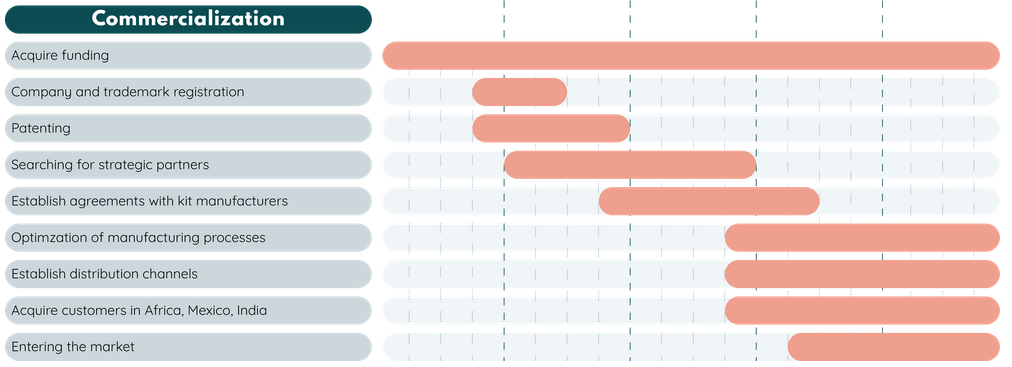 Commercialization
Acquire funding
Company and trademark registration
Patenting
Searching for strategic partners
Establish agreements with kit manufacturers
Optimzation of manufacturing processes
Establish distribution channels
Acquire customers in Africa, Mexico, India
Entering the market